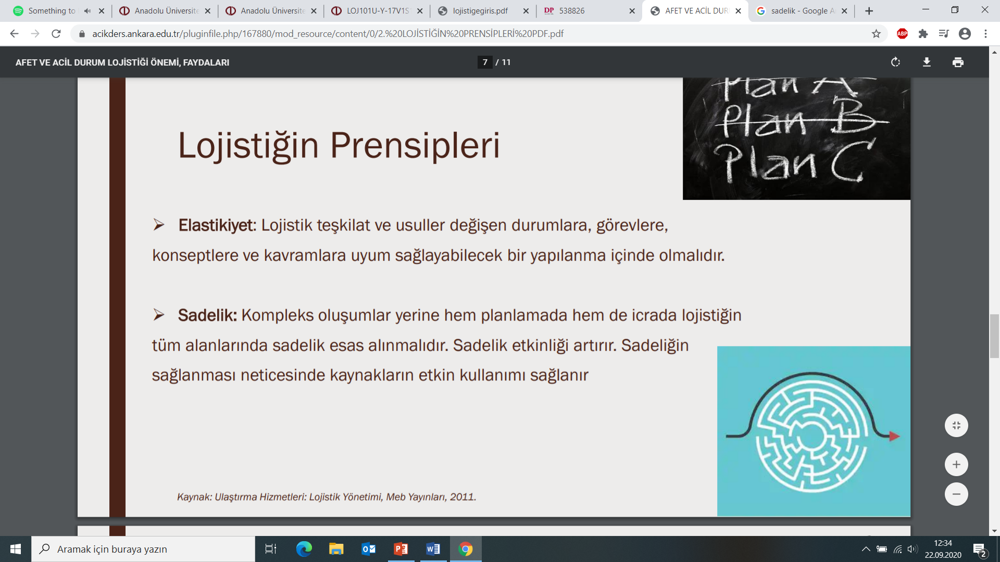 Something to
Anadolu Üniversite
Anadolu Üniversite
LOJ101U-Y-17V1S
lojistigegiris.pdf
DP 538826
AFET VE ACİL DUR
sadelik - Google A
acikders.ankara.edu.tr/pluginfile.php/167880/mod_resource/content/0/2.%20LOJİSTİĞİN%20PRENSİPLERİ%20PDF.pdf
ABP
AFET VE ACİL DURUM LOJİSTİĞİ ÖNEMİ, FAYDALARI
7 / 11
Plan A
Plan B
Plan C
Lojistiğin Prensipleri
➢ Elastikiyet: Lojistik teşkilat ve usuller değişen durumlara, görevlere,
konseptlere ve kavramlara uyum sağlayabilecek bir yapılanma içinde olmalıdır.
➢ Sadelik: Kompleks oluşumlar yerine hem planlamada hem de icrada lojistiğin
tüm alanlarında sadelik esas alınmalıdır. Sadelik etkinliği artırır. Sadeliğin
sağlanması neticesinde kaynakların etkin kullanımı sağlanır
Kaynak: Ulaştırma Hizmetleri: Lojistik Yönetimi, Meb Yayınları, 2011.
Aramak için buraya yazın
12:34
22.09.2020
2